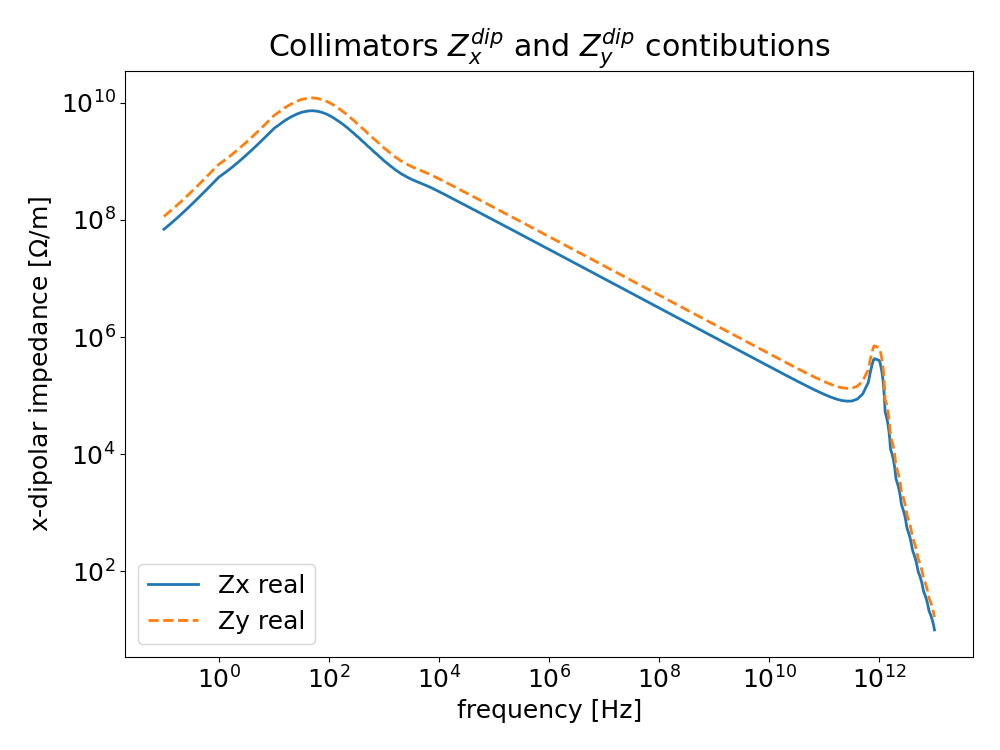 Collimators $Z_x^{dip}$ and $Z_y^{dip}$ contibutions
x-dipolar impedance [Ω/m]
10^{10}
10^{8}
10^{6}
10^{4}
10^{2}
Zx real
Zy real
10^{0} 10^{2} 10^{4} 10^{6} 10^{8} 10^{10} 10^{12}
frequency [Hz]